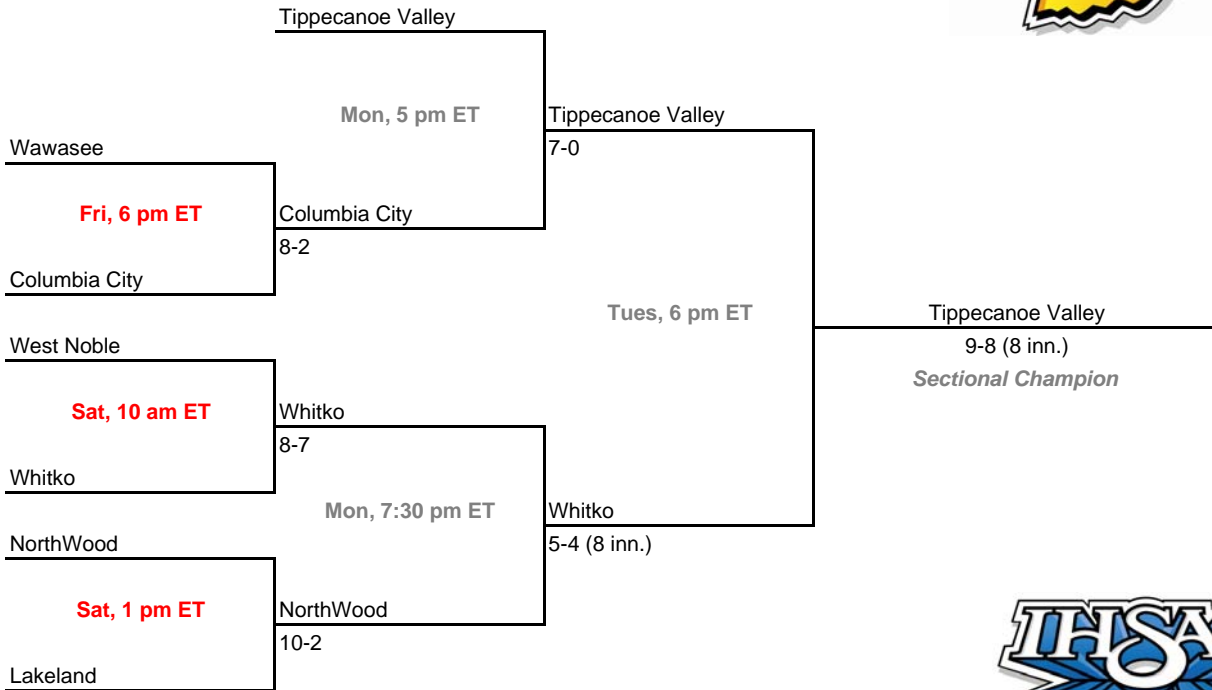 Tippecanoe Valley
Mon, 5 pm ET
Tippecanoe Valley
Wawasee
7-0
Fri, 6 pm ET
Columbia City
8-2
Columbia City
Tues, 6 pm ET
Tippecanoe Valley
West Noble
9-8 (8 inn.)
Sectional Champion
Sat, 10 am ET
Whitko
8-7
Whitko
Mon, 7:30 pm ET
Whitko
NorthWood
5-4 (8 inn.)
Sat, 1 pm ET
NorthWood
10-2
Lakeland
IHSA